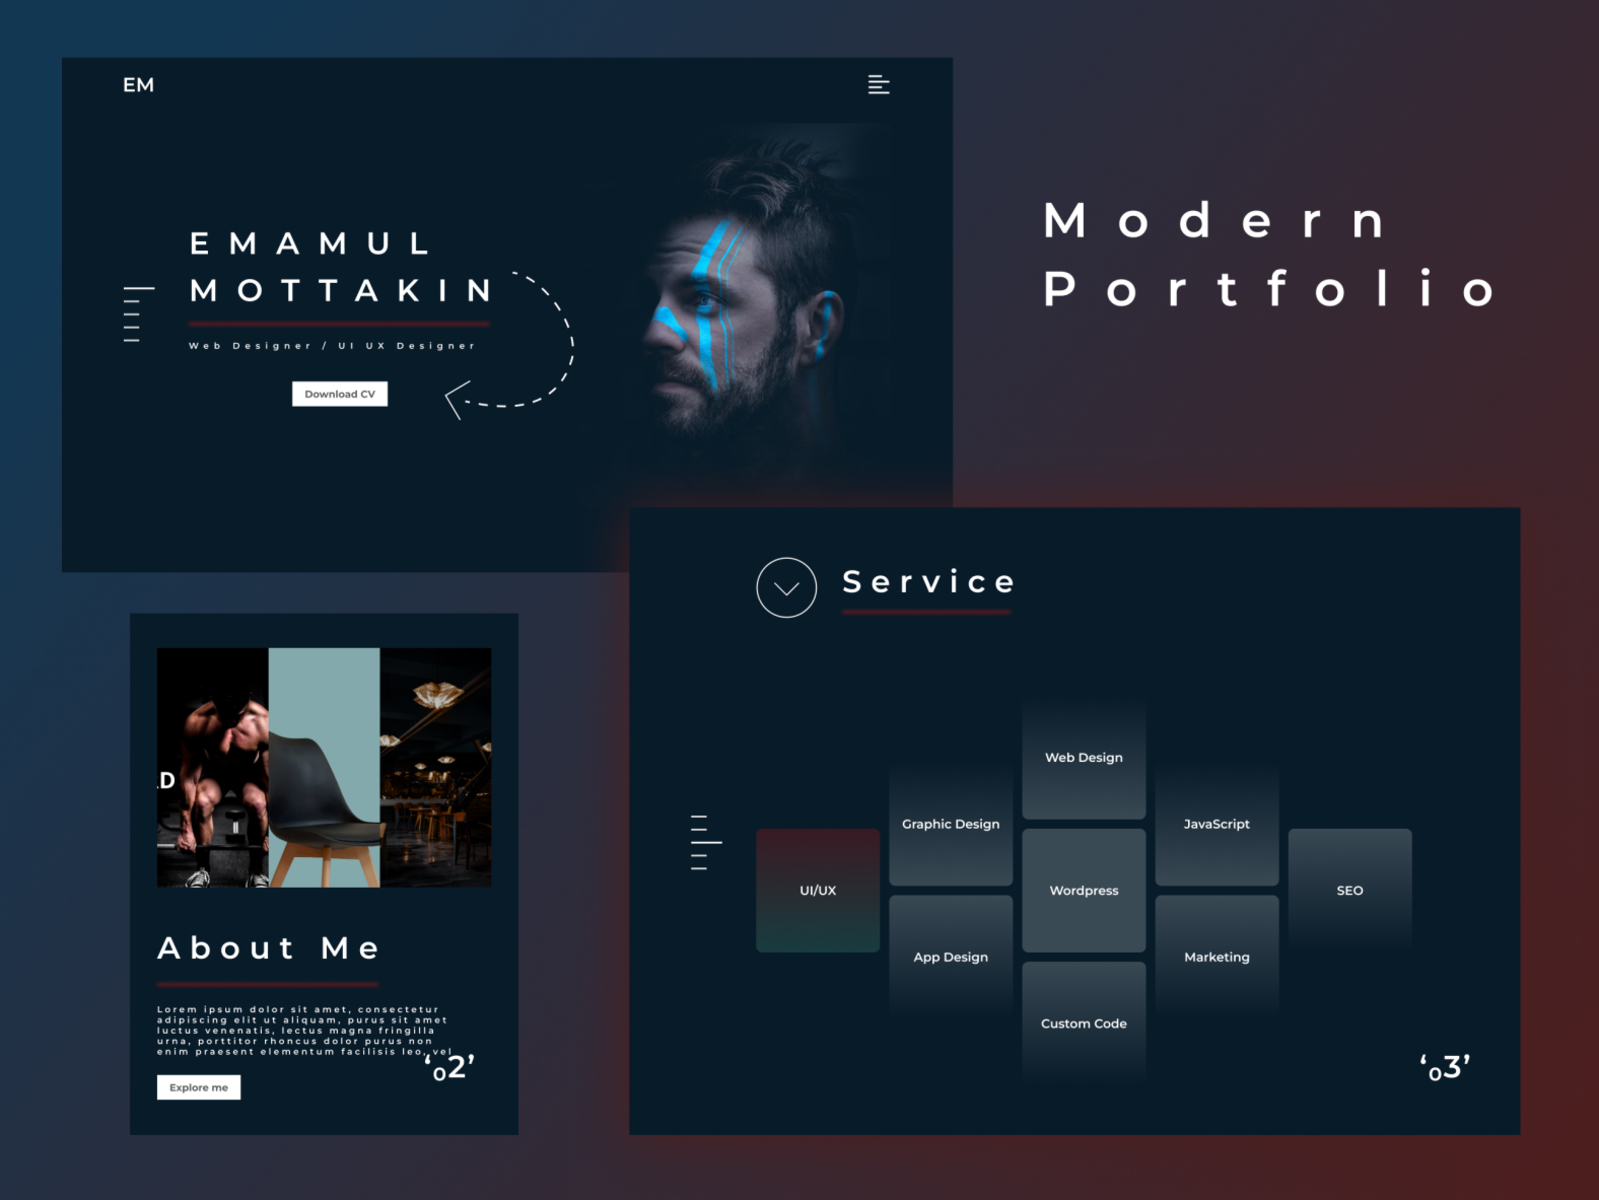 EM
EMAMUL
MOTTAKIN
Web Designer / UI UX Designer
Download CV
Modern
Portfolio
Service
Web Design
Graphic Design
JavaScript
UI/UX
Wordpress
SEO
App Design
Marketing
Custom Code
‘03’
.D
About Me
Lorem ipsum dolor sit amet, consectetur
adipiscing elit ut aliquam, purus sit amet
luctus venenatis, lectus magna fringilla
urna, porttitor rhoncus dolor purus non
enim praesent elementum facilisis leo, vel
‘02’
Explore me